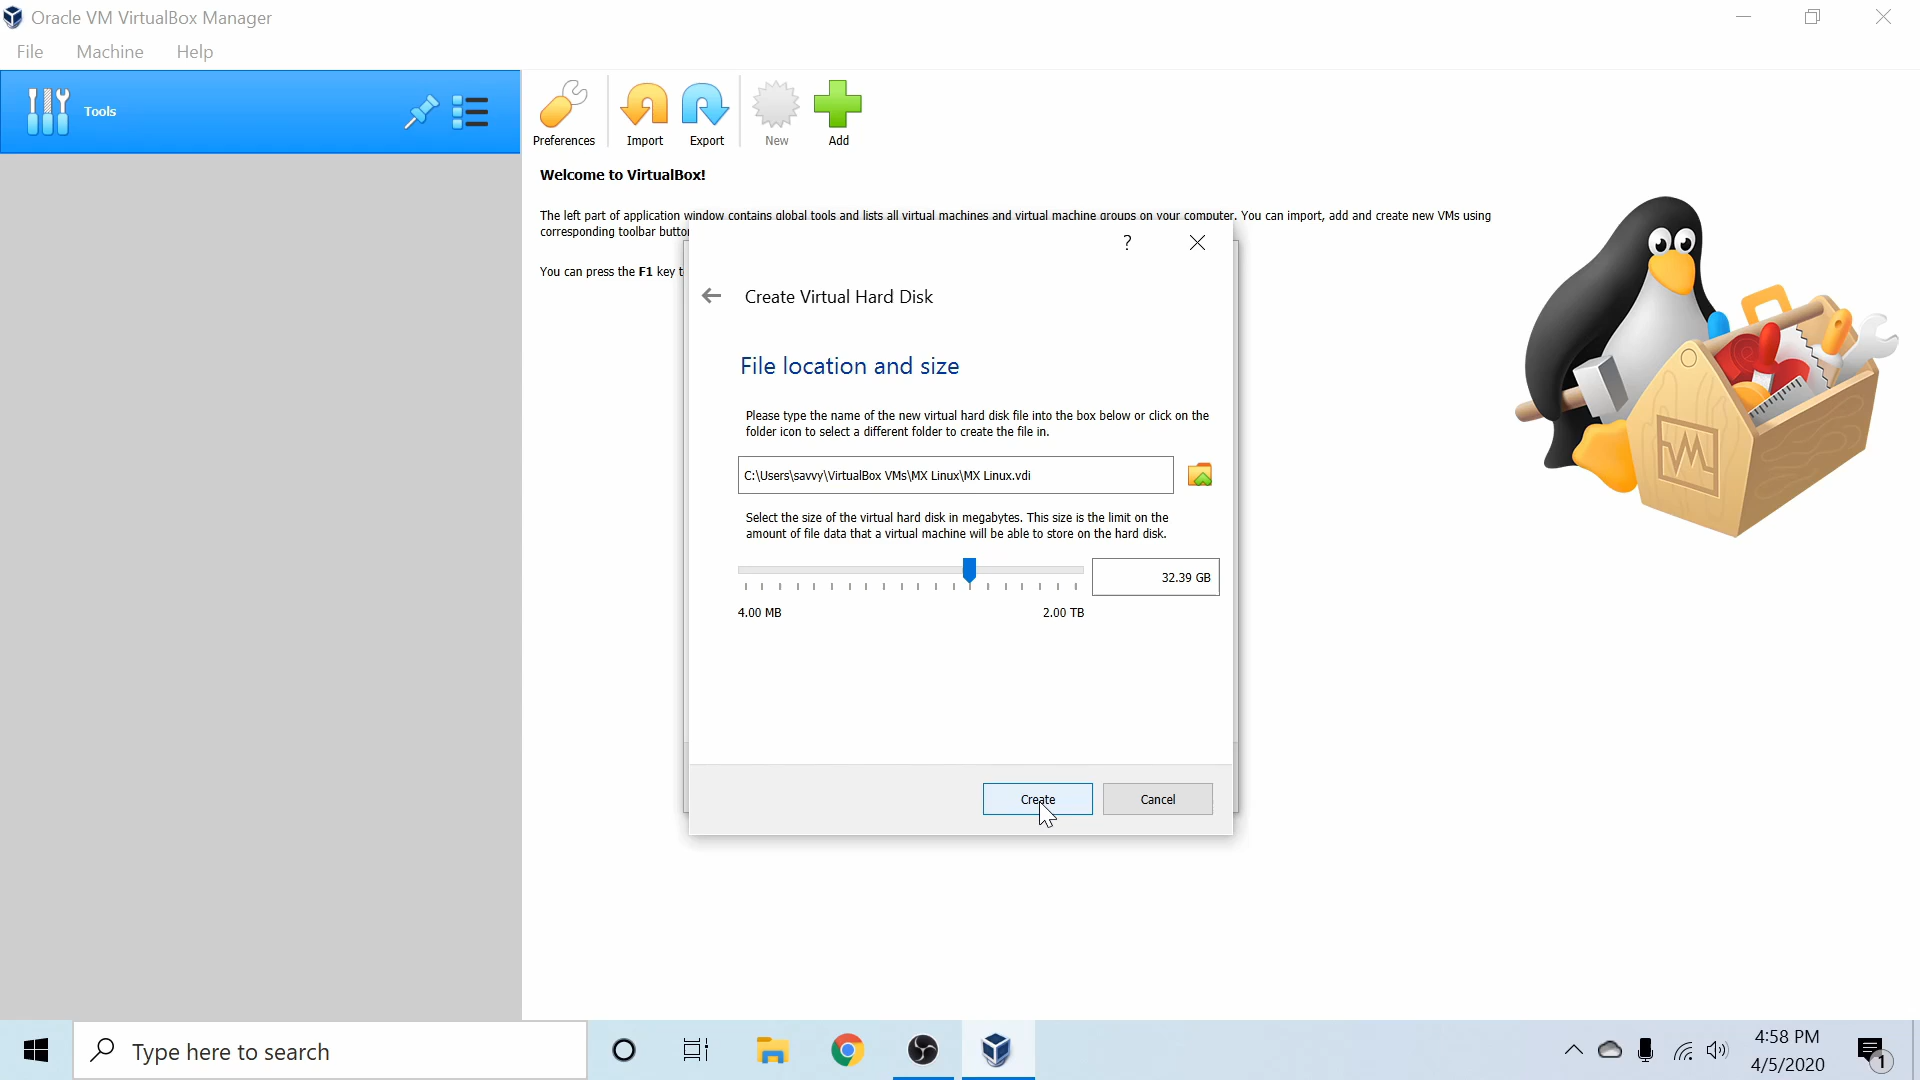 Oracle VM VirtualBox Manager
File Machine Help
Tools
Preferences Import Export New Add
Welcome to VirtualBox!
The left part of application window contains global tools and lists all virtual machines and virtual machine groups on your computer. You can import, add and create new VMs using
corresponding toolbar
You can press the F1 key
?
Create Virtual Hard Disk
File location and size
Please type the name of the new virtual hard disk file into the box below or click on the
folder icon to select a different folder to create the file in.
C:\Users\savvy\VirtualBox VMs\MX Linux\MX Linux.vdi
Select the size of the virtual hard disk in megabytes. This size is the limit on the
amount of file data that a virtual machine will be able to store on the hard disk.
32.39 GB
4.00 MB 2.00 TB
Create Cancel
Type here to search
4:58 PM
4/5/2020
1